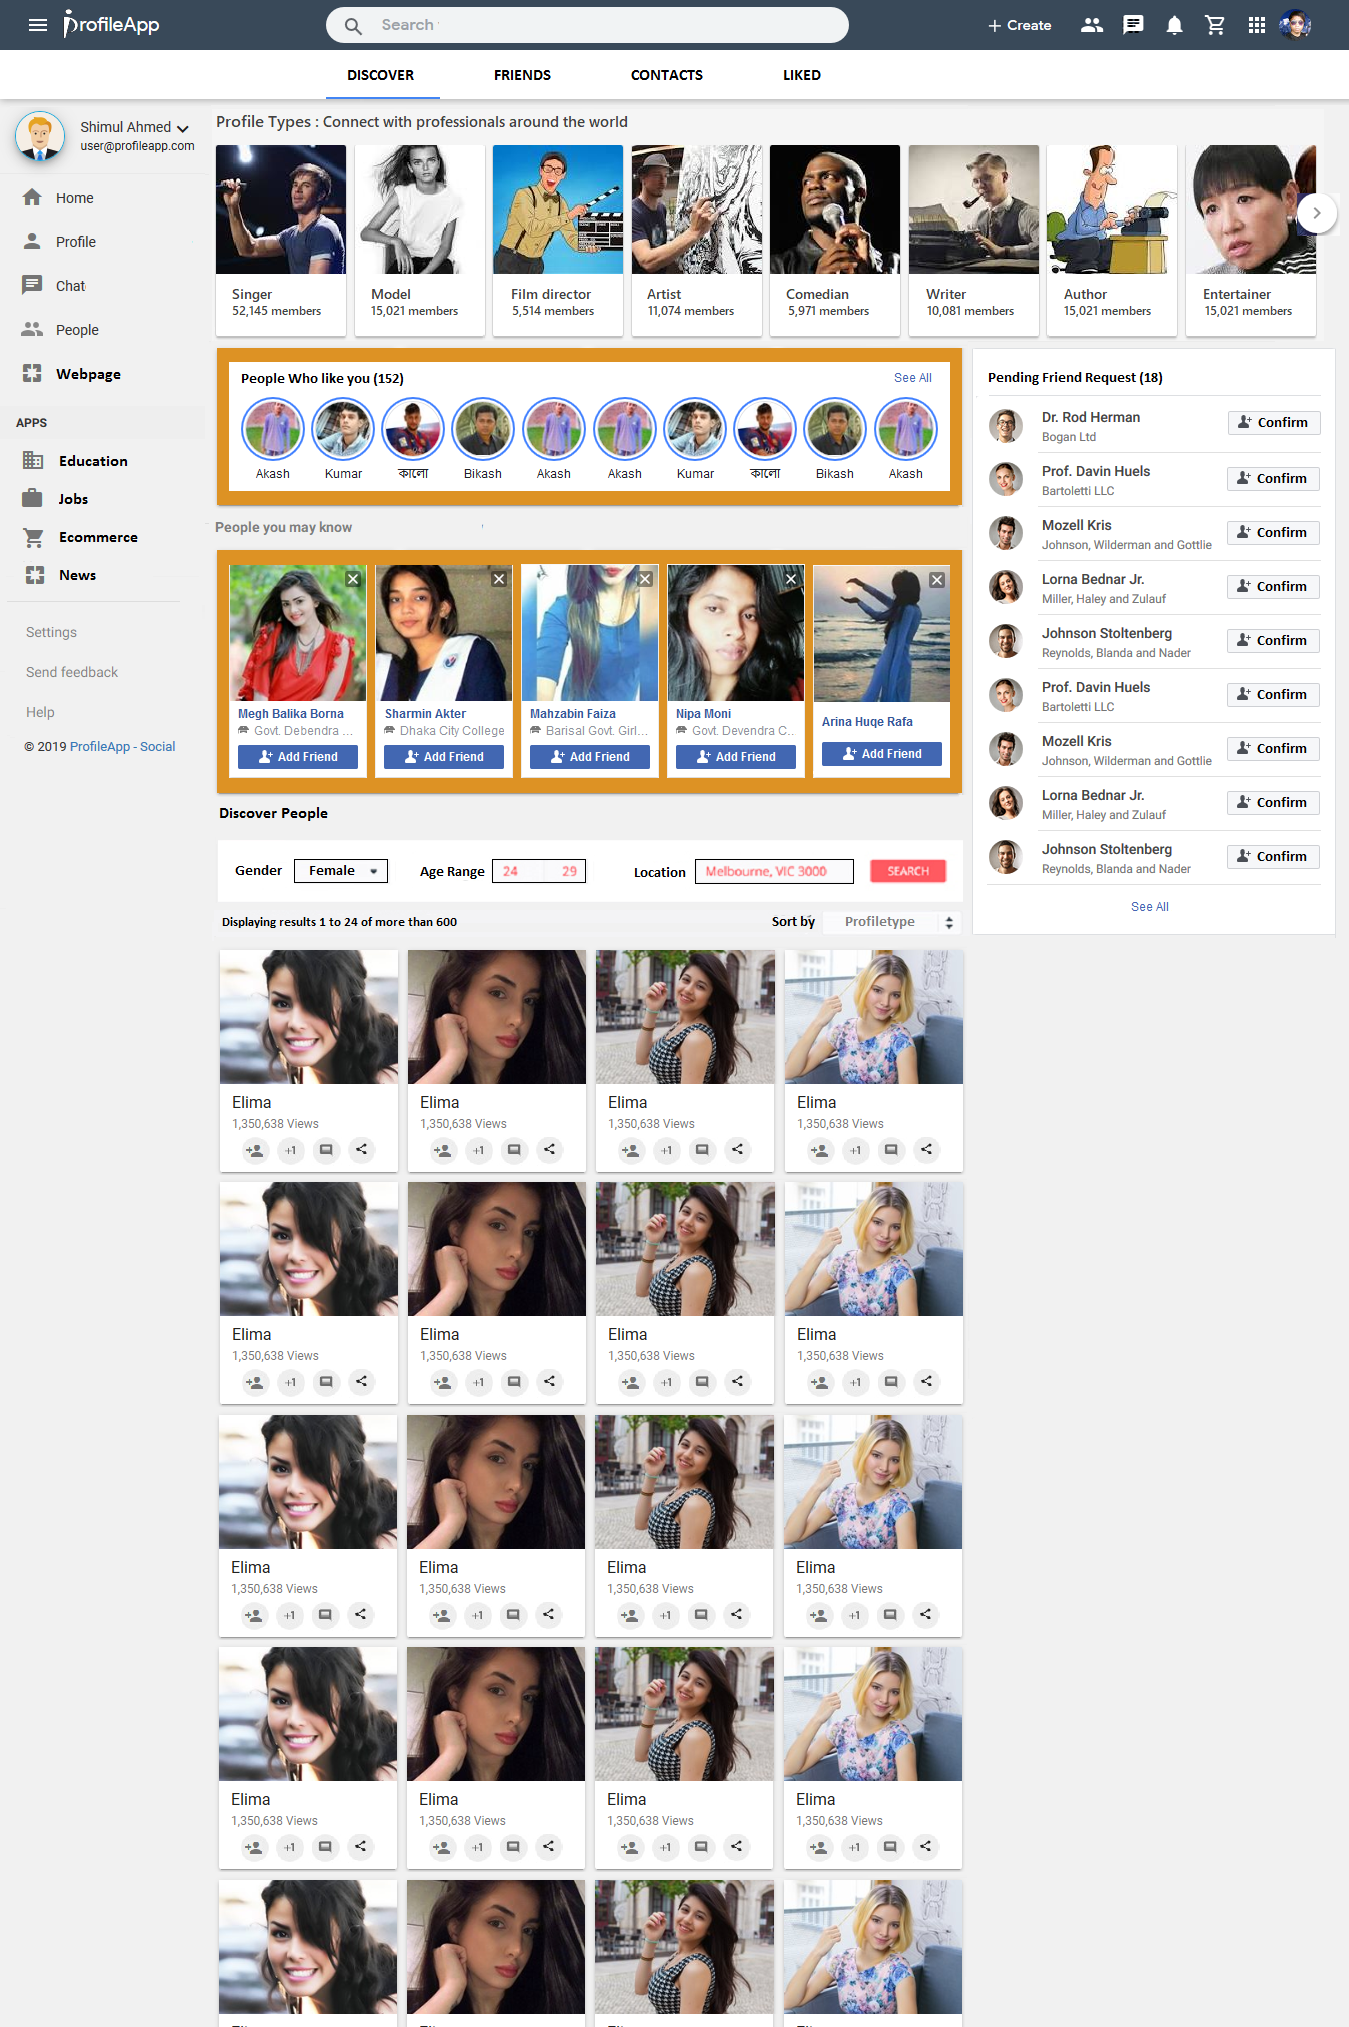 ProfileApp
Search
+ Create
DISCOVER
FRIENDS
CONTACTS
LIKED
Shimul Ahmed
user@profileapp.com
Home
Profile
Chat
People
Webpage
APPS
Education
Jobs
Ecommerce
News
Settings
Send feedback
Help
© 2019 ProfileApp - Social
Profile Types : Connect with professionals around the world
Singer
52,145 members
Model
15,021 members
Film director
5,514 members
Artist
11,074 members
Comedian
5,971 members
Writer
10,081 members
Author
15,021 members
Entertainer
15,021 members
People Who like you (152)
See All
Akash
Kumar
কালো
Bikash
Akash
Akash
Kumar
কালো
Bikash
Akash
People you may know
Megh Balika Borna
Govt. Debendra ...
Add Friend
Sharmin Akter
Dhaka City College
Add Friend
Mahzabin Faiza
Barisal Govt. Girl...
Add Friend
Nipa Moni
Govt. Devendra C...
Add Friend
Arina Huqe Rafa
Add Friend
Pending Friend Request (18)
Dr. Rod Herman
Bogan Ltd
Confirm
Prof. Davin Huels
Bartoletti LLC
Confirm
Mozell Kris
Johnson, Wilderman and Gottlie
Confirm
Lorna Bednar Jr.
Miller, Haley and Zulauf
Confirm
Johnson Stoltenberg
Reynolds, Blanda and Nader
Confirm
Prof. Davin Huels
Bartoletti LLC
Confirm
Mozell Kris
Johnson, Wilderman and Gottlie
Confirm
Lorna Bednar Jr.
Miller, Haley and Zulauf
Confirm
Johnson Stoltenberg
Reynolds, Blanda and Nader
Confirm
See All
Discover People
Gender Female Age Range 24 29 Location Melbourne, VIC 3000 SEARCH
Displaying results 1 to 24 of more than 600
Sort by Profiletype
Elima
1,350,638 Views
+1
Elima
1,350,638 Views
+1
Elima
1,350,638 Views
+1
Elima
1,350,638 Views
+1
Elima
1,350,638 Views
+1
Elima
1,350,638 Views
+1
Elima
1,350,638 Views
+1
Elima
1,350,638 Views
+1
Elima
1,350,638 Views
+1
Elima
1,350,638 Views
+1
Elima
1,350,638 Views
+1
Elima
1,350,638 Views
+1
Elima
1,350,638 Views
+1
Elima
1,350,638 Views
+1
Elima
1,350,638 Views
+1
Elima
1,350,638 Views
+1